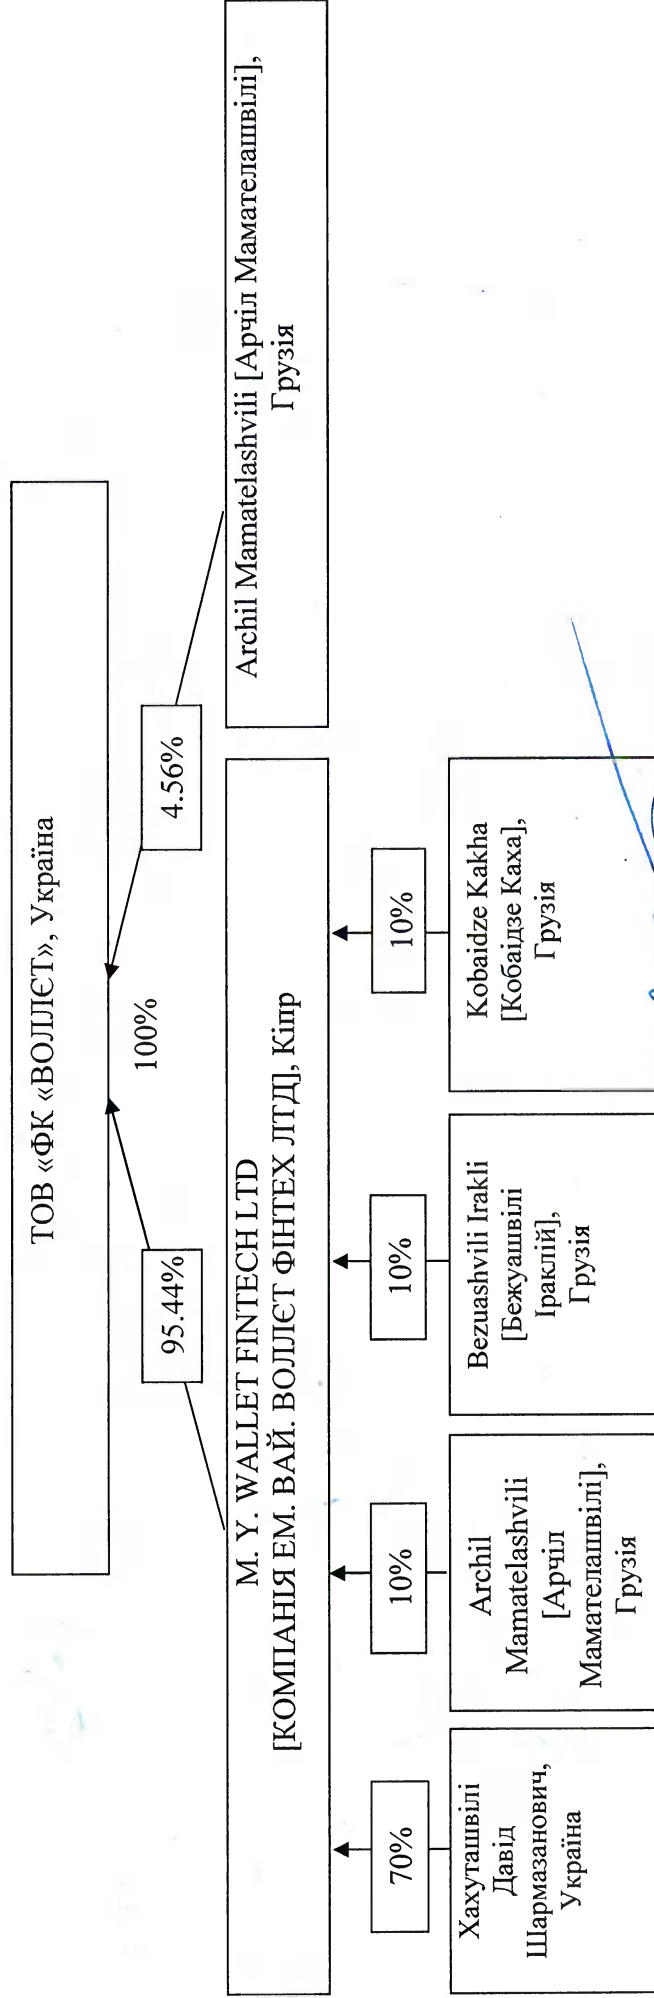 ТОВ «ФК «ВОЛЛЄТ», Україна
95.44%
100%
4.56%
M. Y. WALLET FINTECH LTD
[КОМПАНІЯ ЕМ. ВАЙ. ВОЛЛЄТ ФІНТЕХ ЛТД], Кіпр
Archil Mamatelashvili [Арчіл Мамателашвілі],
Грузія
70%
10%
10%
10%
Хахуташвілі
Давід
Шармазанович,
Україна
Archil
Mamatelashvili
[Арчіл
Мамателашвілі],
Грузія
Bezuashvili Irakli
[Бежуашвілі
Іраклій],
Грузія
Kobaidze Kakha
[Кобаідзе Каха],
Грузія